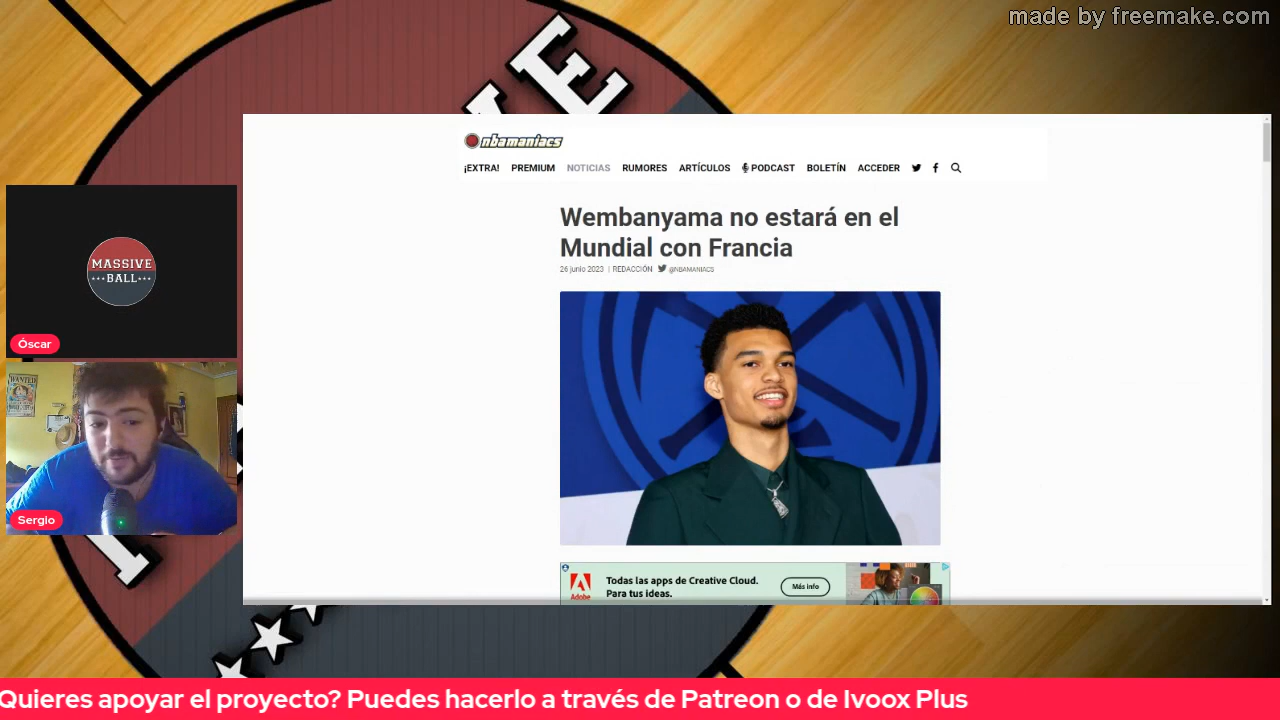 made by freemake.com
nbamaniacs
¡EXTRA! PREMIUM NOTICIAS RUMORES ARTÍCULOS PODCAST BOLETÍN ACCEDER
Wembanyama no estará en el
Mundial con Francia
26 junio 2023 | REDACCIÓN @NBAMANIACS
MASSIVE
BALL
Óscar
WANTED
Sergio
Adobe
Todas las apps de Creative Cloud.
Para tus ideas.
Más info
Quieres apoyar el proyecto? Puedes hacerlo a través de Patreon o de Ivoox Plus